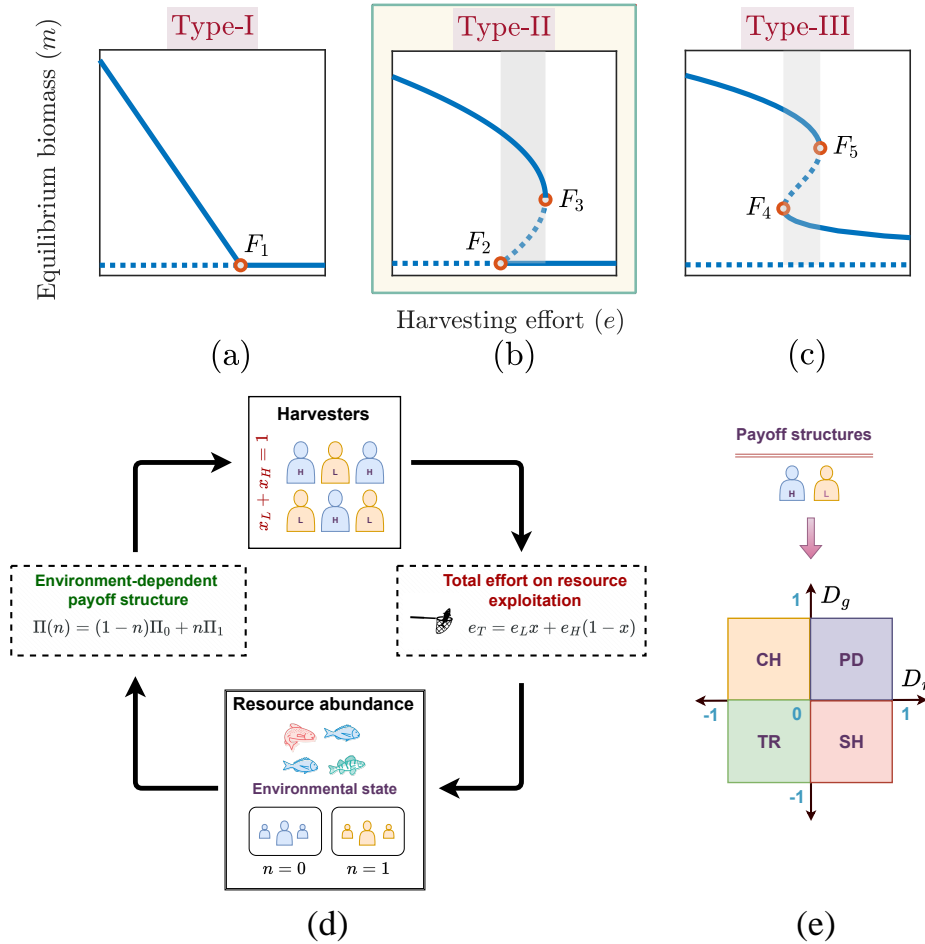 Type-I
Type-II
Type-III
Equilibrium biomass (m)
F₁
F₂
F₃
F₄
F₅
Harvesting effort (e)
(a)
(b)
(c)
Harvesters
x_L + x_H = 1
H L H
L H L
Environment-dependent
payoff structure
Π(n) = (1−n)Π₀ + nΠ₁
Total effort on resource
exploitation
e_T = e_L x + e_H(1 − x)
Resource abundance
Environmental state
n = 0
n = 1
(d)
Payoff structures
H L
1 D_g
CH PD
-1 0 1
TR SH
-1
(e)